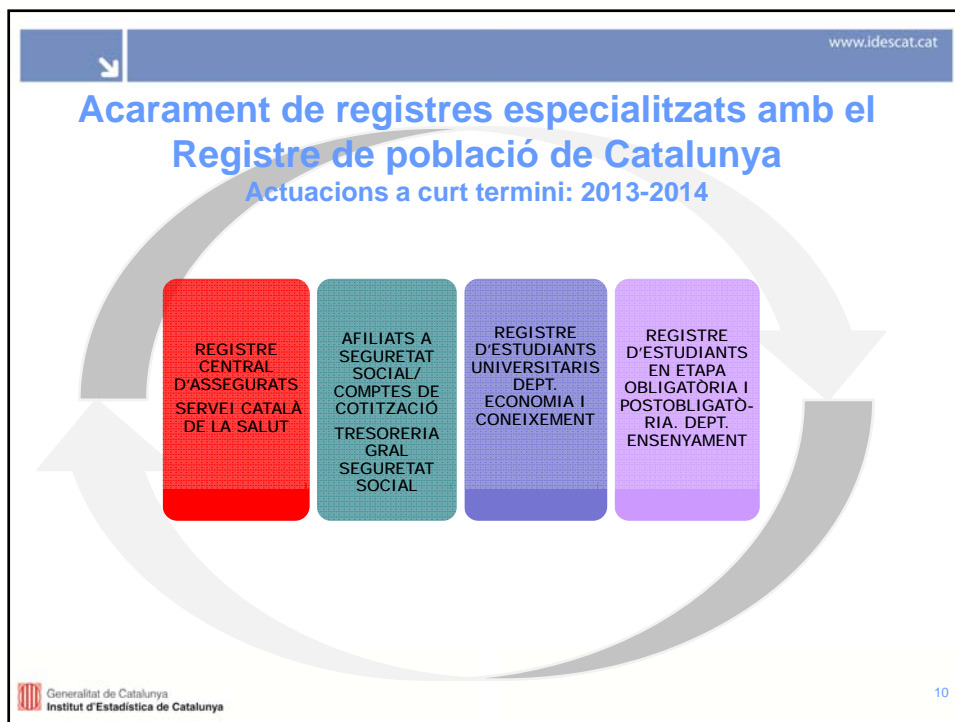 www.idescat.cat
Acarament de registres especialitzats amb el
Registre de població de Catalunya
Actuacions a curt termini: 2013-2014
REGISTRE
CENTRAL
D'ASSEGURATS
SERVEI CATALÀ
DE LA SALUT
AFILIATS A
SEGURETAT
SOCIAL/
COMPTES DE
COTITZACIÓ
TRESORERIA
GRAL
SEGURETAT
SOCIAL
REGISTRE
D'ESTUDIANTS
UNIVERSITARIS
DEPT.
ECONOMIA I
CONEIXEMENT
REGISTRE
D'ESTUDIANTS
EN ETAPA
OBLIGATÒRIA I
POSTOBLIGATÒ-
RIA. DEPT.
ENSENYAMENT
Generalitat de Catalunya
Institut d'Estadística de Catalunya
10